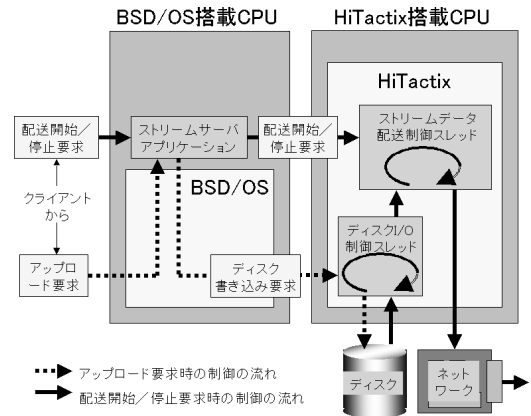 BSD/OS搭載CPU
HiTactix搭載CPU
HiTactix
配送開始／
停止要求
ストリームサーバ
アプリケーション
配送開始／
停止要求
ストリームデータ
配送制御スレッド
クライアント
から
BSD/OS
アップロ
ード要求
ディスク
書き込み要求
ディスクI/O
制御スレッド
ディスク
ネット
ワーク
アップロード要求時の制御の流れ
配送開始／停止要求時の制御の流れ